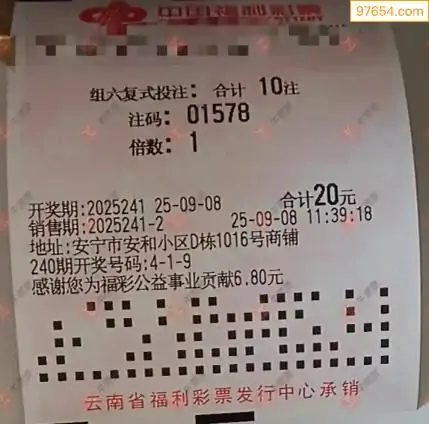 97654.com
中国福利彩票
组六复式投注: 合计 10注
注码: 01578
倍数: 1
开奖期:2025241 25-09-08 合计20元
销售期:2025241-2 25-09-08 11:39:18
地址:安宁市安和小区D栋1016号商铺
240期开奖号码:4-1-9
感谢您为福彩公益事业贡献6.80元
云南省福利彩票发行中心承销